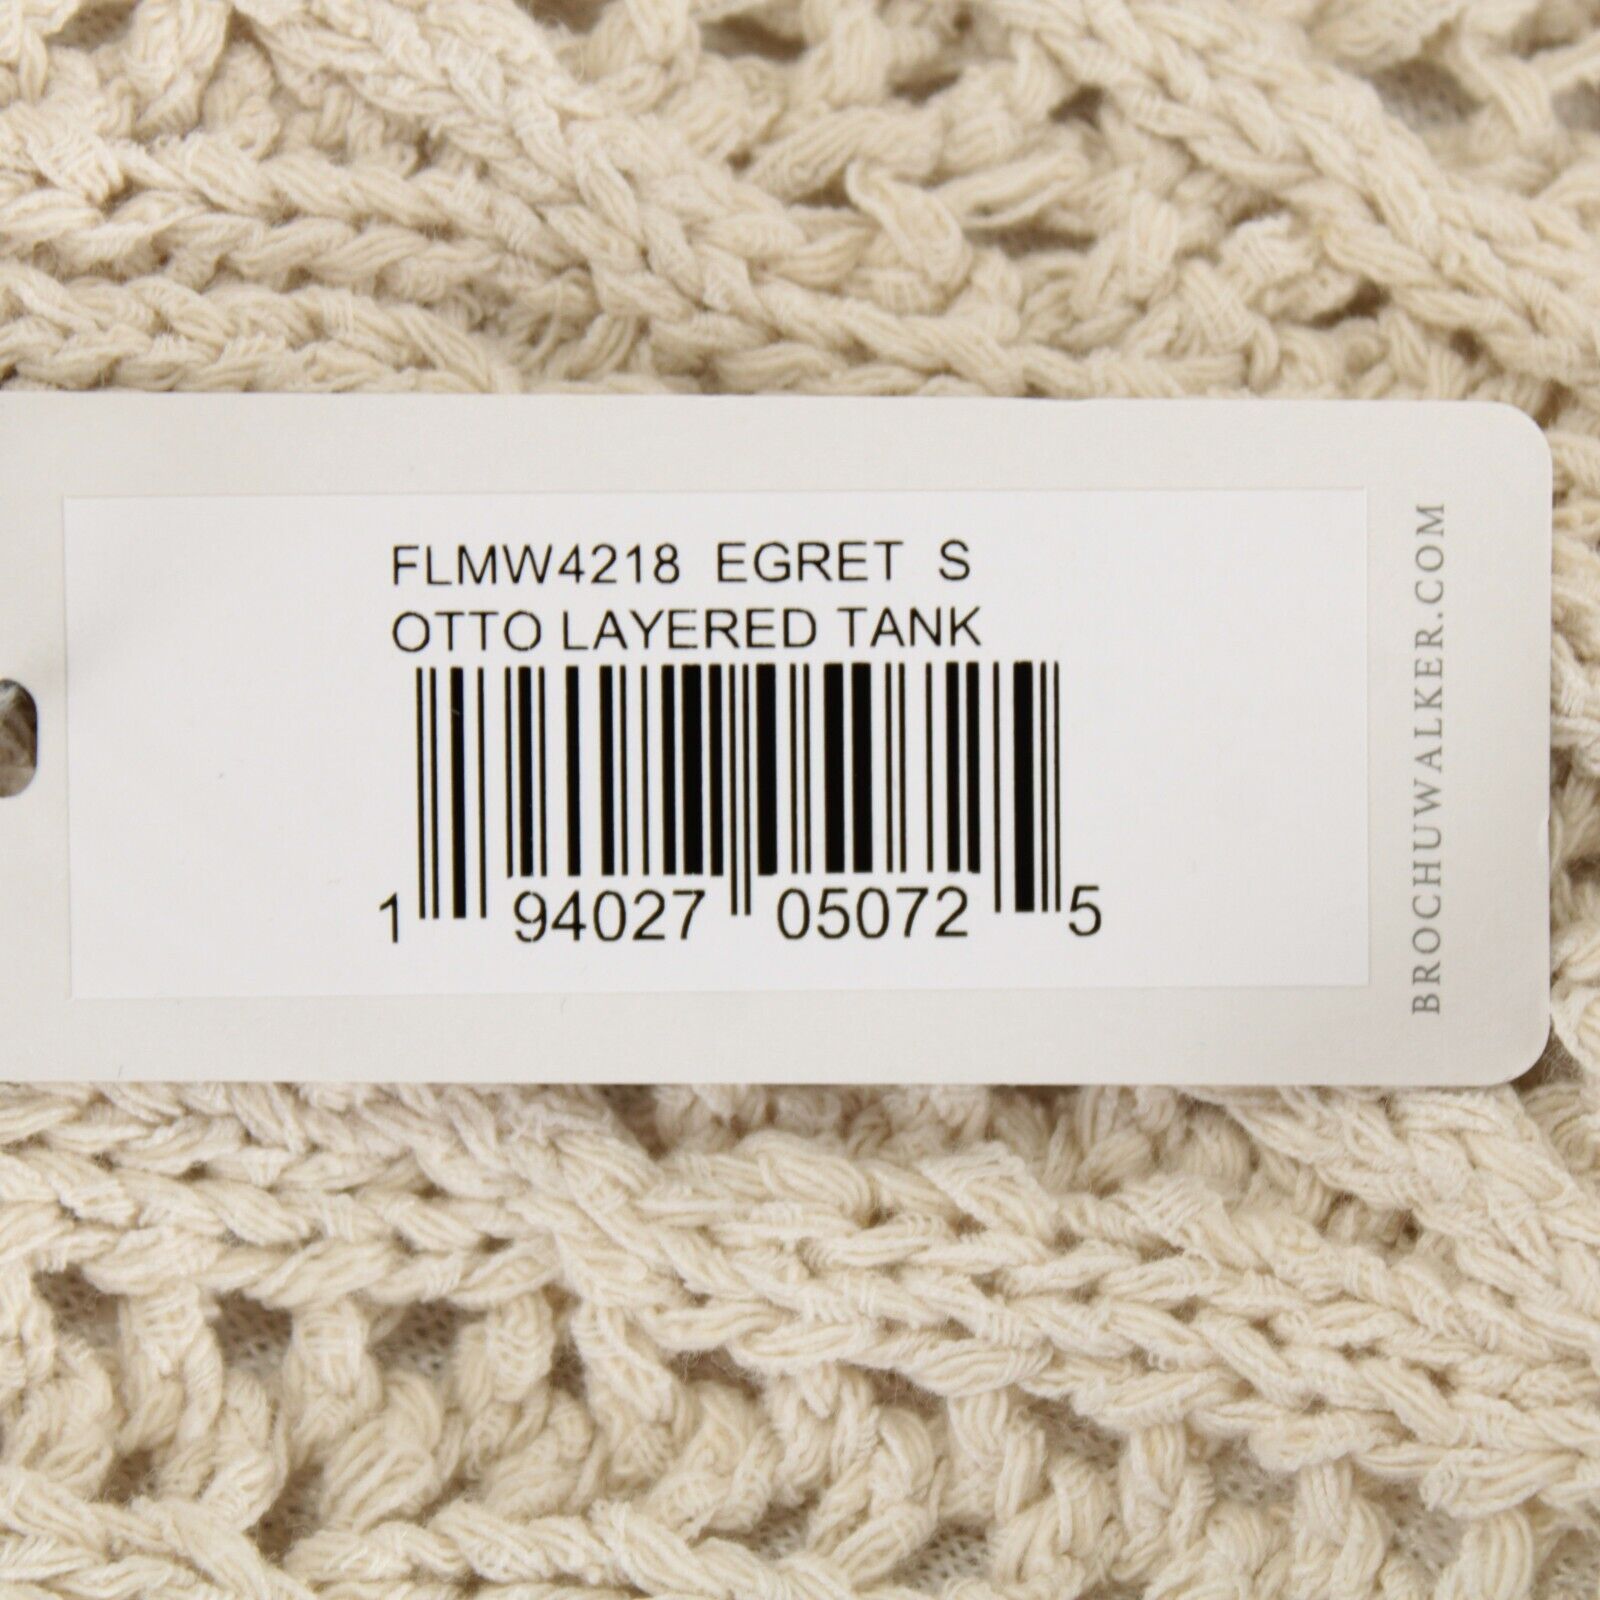 FLMW4218 EGRET S
OTTO LAYERED TANK
1 94027 05072 5
BROCHUWALKER.COM